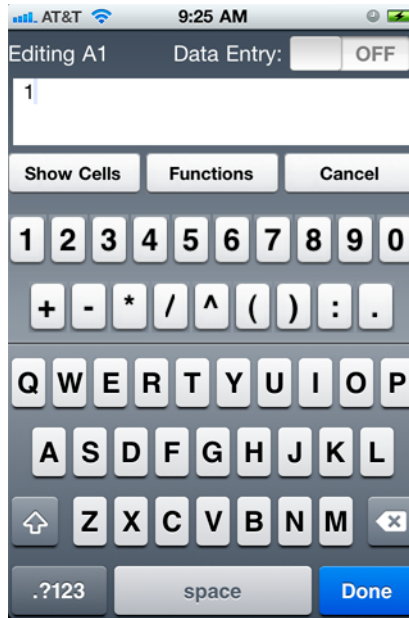 AT&T 9:25 AM
Editing A1 Data Entry: OFF
1
Show Cells Functions Cancel
1 2 3 4 5 6 7 8 9 0
+ - * / ^ ( ) : .
Q W E R T Y U I O P
A S D F G H J K L
Z X C V B N M
.?123 space Done